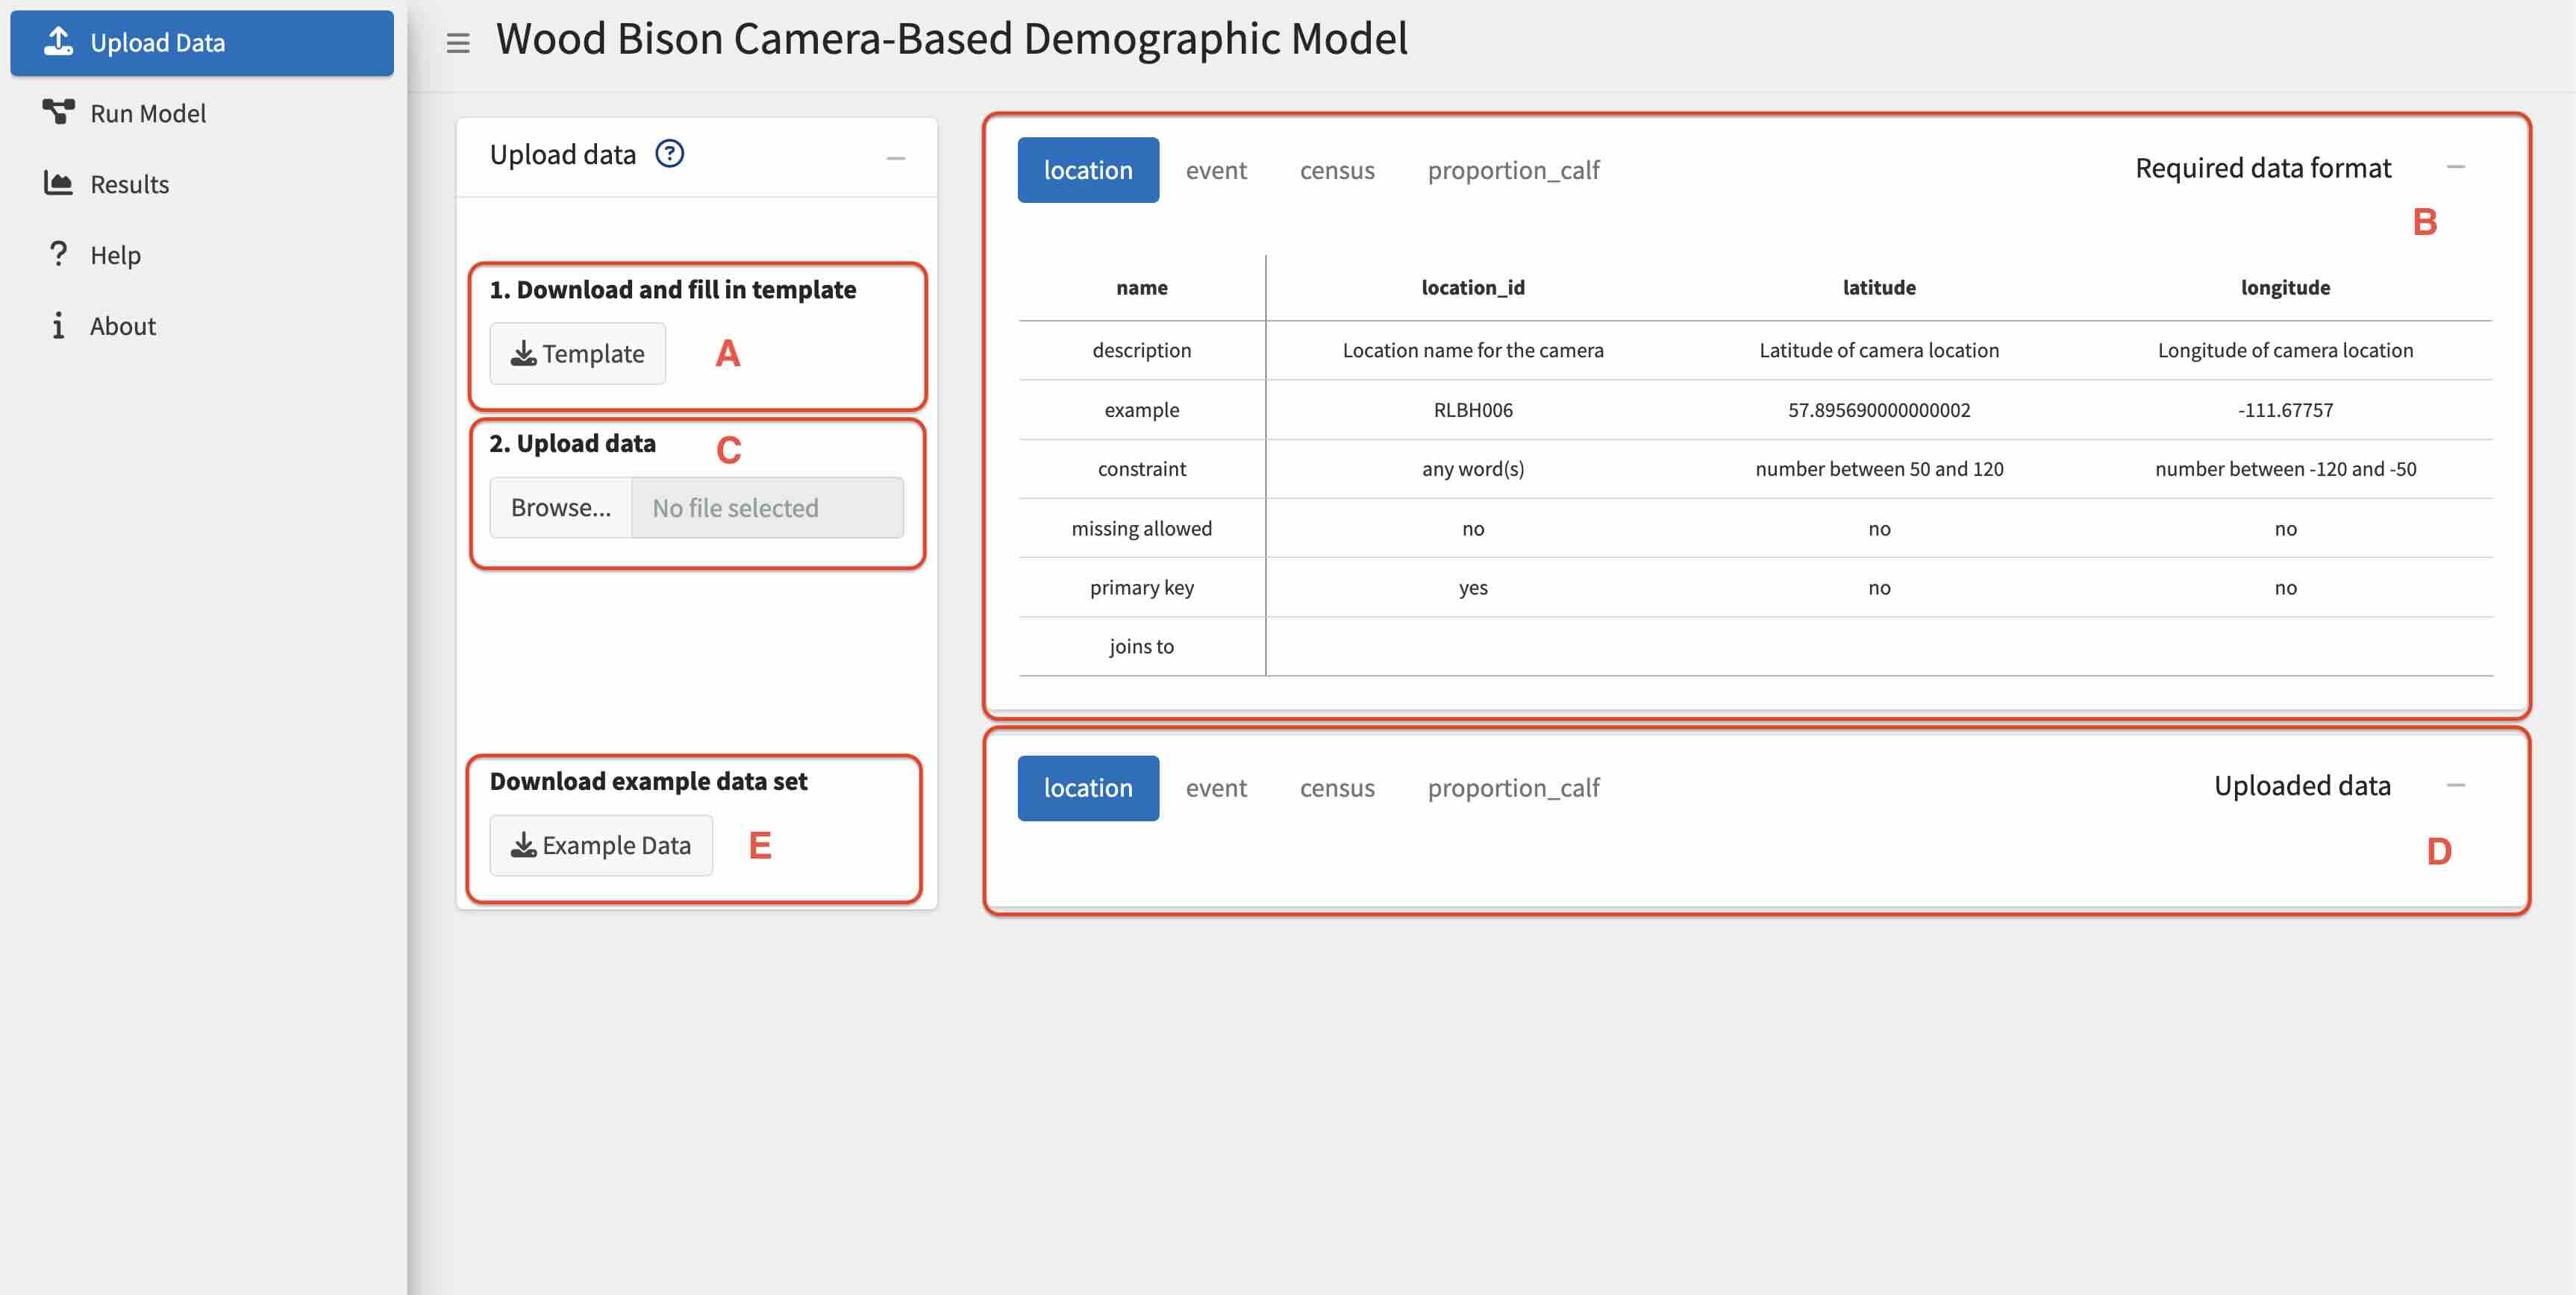 Upload Data
Run Model
Results
? Help
i About
Wood Bison Camera-Based Demographic Model
Upload data ?
1. Download and fill in template
Template
A
2. Upload data
C
Browse... No file selected
Download example data set
Example Data
E
location event census proportion_calf Required data format
B
name location_id latitude longitude
description Location name for the camera Latitude of camera location Longitude of camera location
example RLBH006 57.895690000000002 -111.67757
constraint any word(s) number between 50 and 120 number between -120 and -50
missing allowed no no no
primary key yes no no
joins to
location event census proportion_calf Uploaded data
D